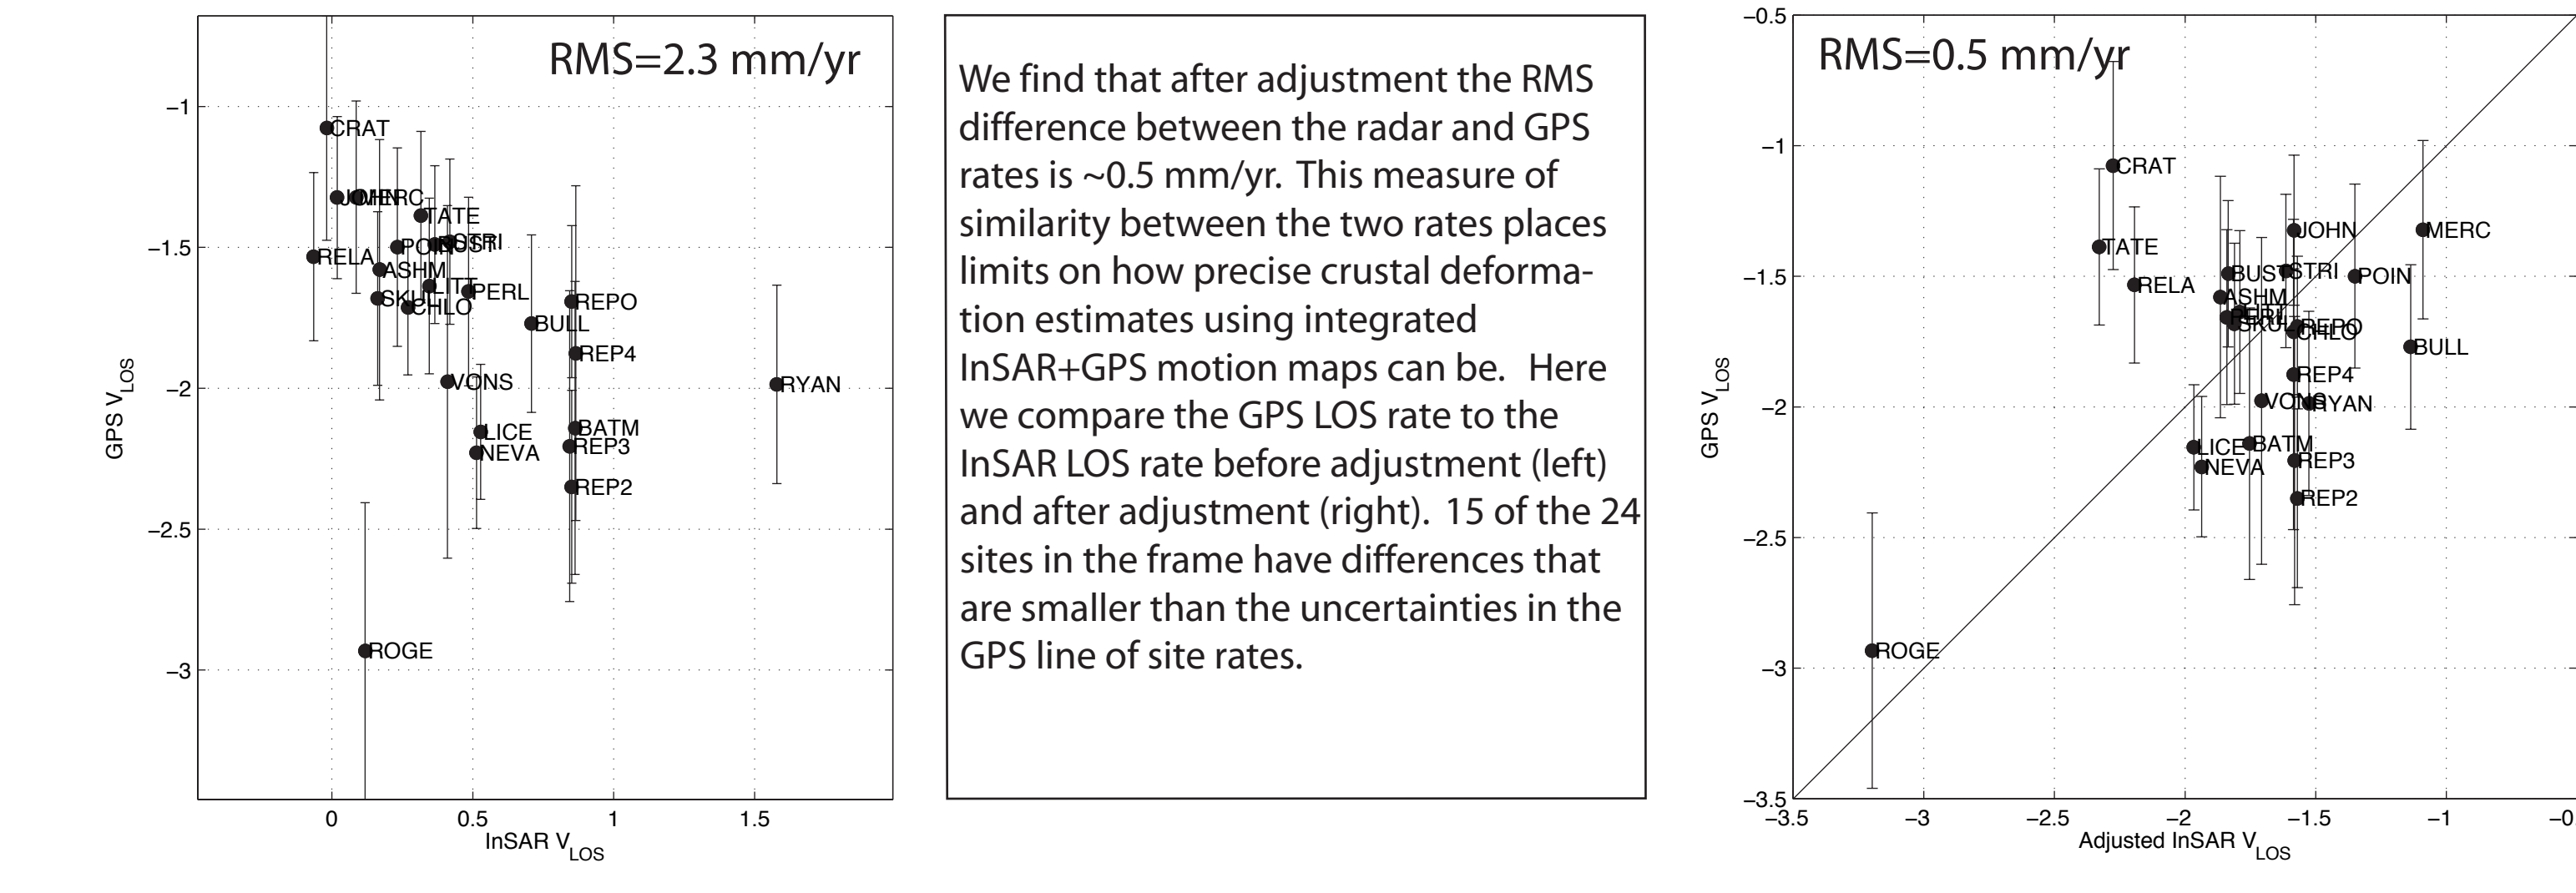 RMS=2.3 mm/yr
−1
−1.5
−2
−2.5
−3
GPS VLOS
CRAT
JOHN
MERC
TATE
RELA
POIN
BUST
STRI
ASHM
SKUL
LITT
CHLO
PERL
REPO
BULL
REP4
VONS
RYAN
LICE
BATM
NEVA
REP3
REP2
ROGE
0
0.5
1
1.5
InSAR VLOS
We find that after adjustment the RMS
difference between the radar and GPS
rates is ~0.5 mm/yr. This measure of
similarity between the two rates places
limits on how precise crustal deforma-
tion estimates using integrated
InSAR+GPS motion maps can be. Here
we compare the GPS LOS rate to the
InSAR LOS rate before adjustment (left)
and after adjustment (right). 15 of the 24
sites in the frame have differences that
are smaller than the uncertainties in the
GPS line of site rates.
RMS=0.5 mm/yr
−0.5
−1
−1.5
−2
−2.5
−3
−3.5
GPS VLOS
CRAT
JOHN
MERC
TATE
RELA
BUST
STRI
POIN
ASHM
PERL
SKUL
REPO
CHLO
BULL
REP4
VONS
RYAN
LICE
BATM
NEVA
REP3
REP2
ROGE
−3.5
−3
−2.5
−2
−1.5
−1
−0
Adjusted InSAR VLOS